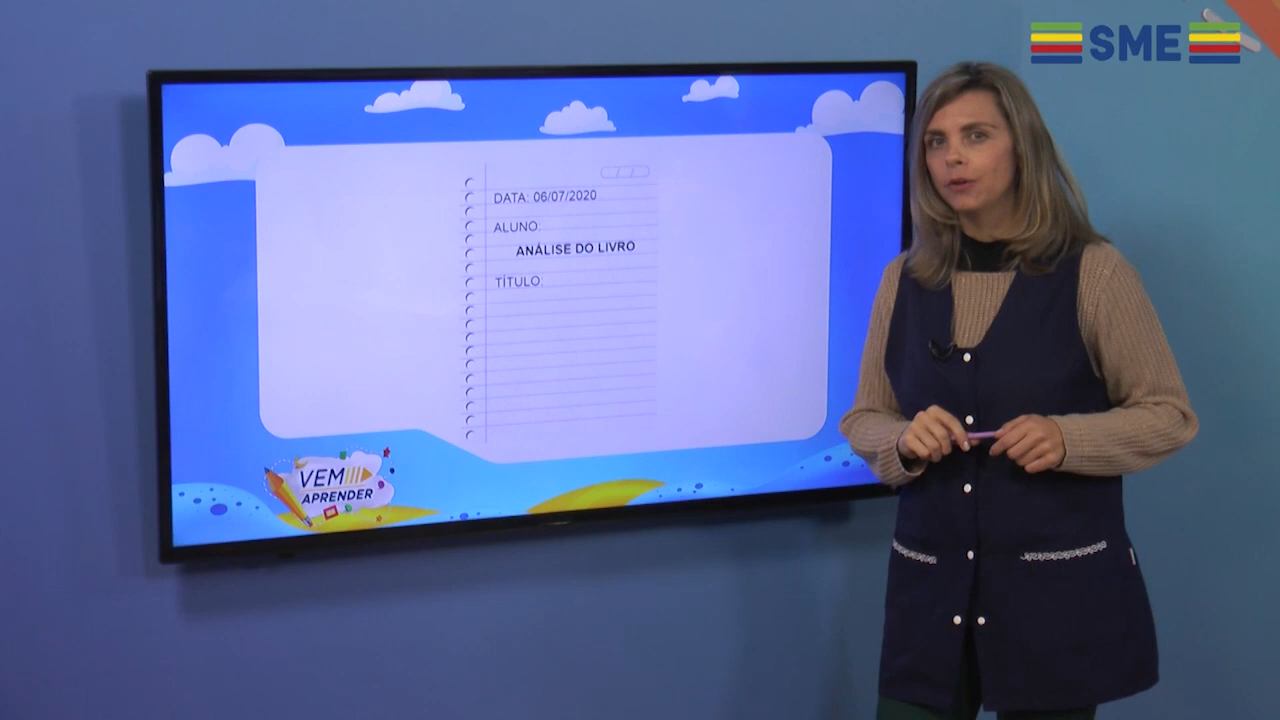 SME
DATA: 06/07/2020
ALUNO:
ANÁLISE DO LIVRO
TÍTULO:
VEM
APRENDER